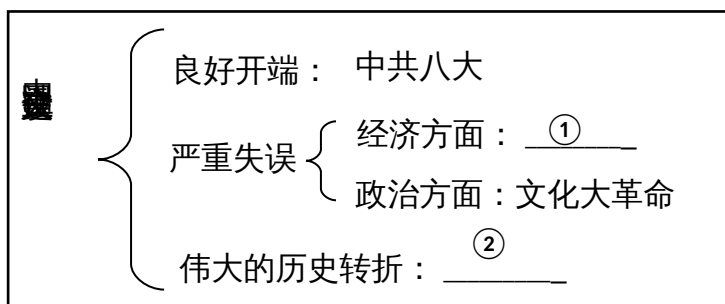 良好开端： 中共八大
严重失误
经济方面： ①
政治方面：文化大革命
伟大的历史转折： ②